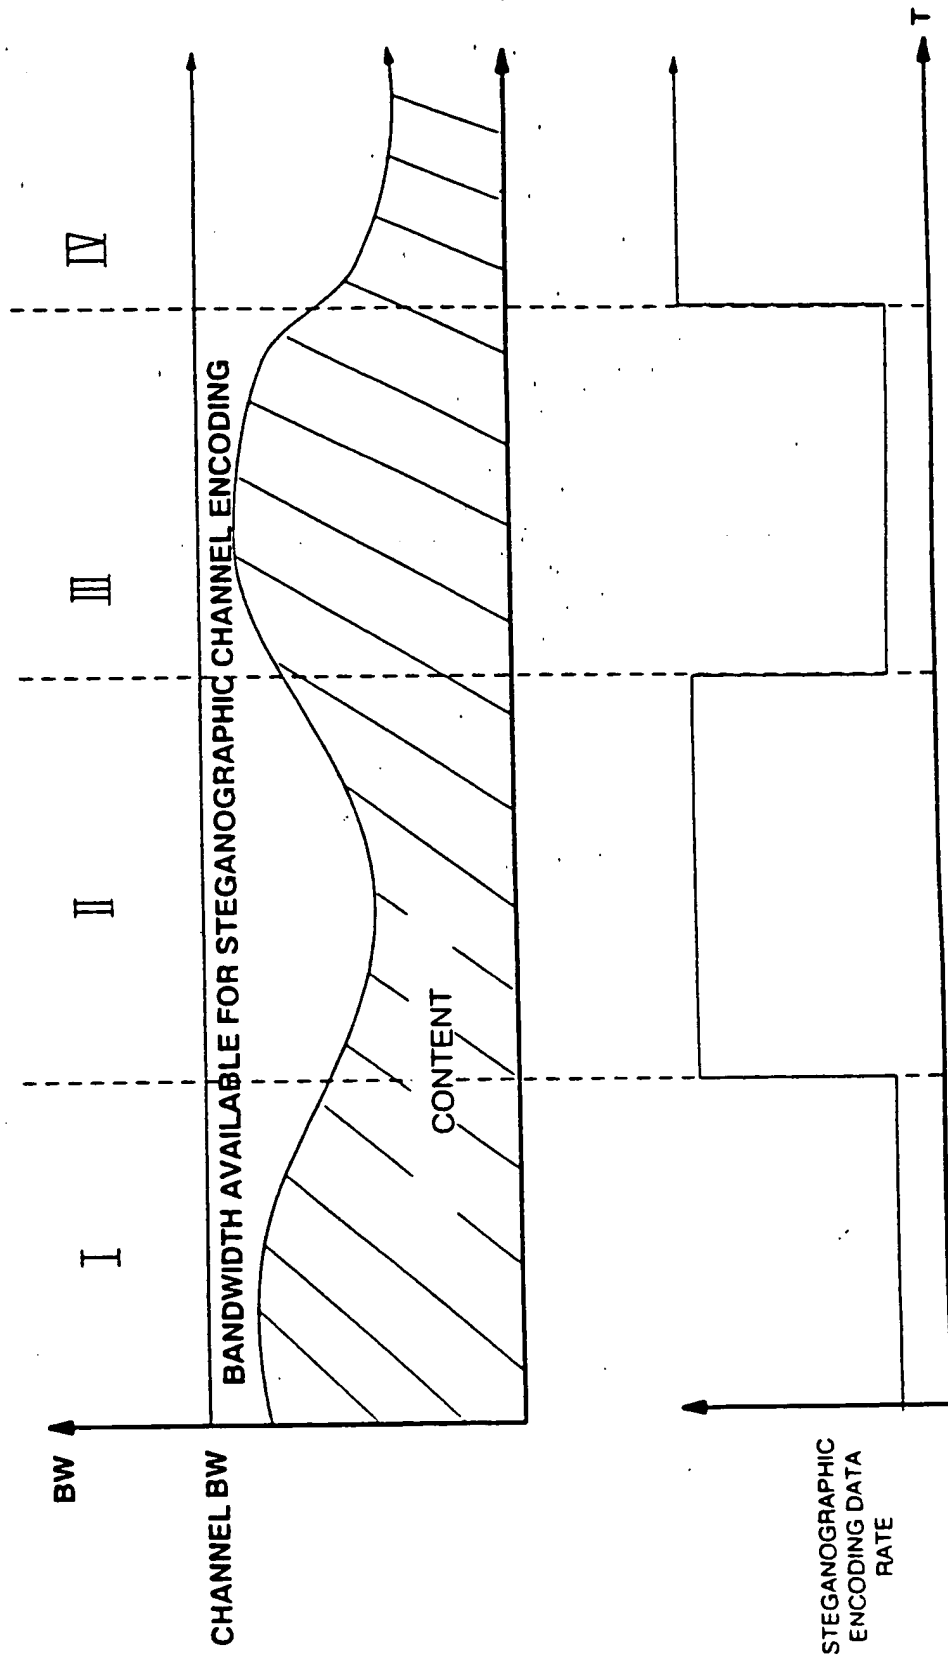 BW
I
II
III
IV
CHANNEL BW
BANDWIDTH AVAILABLE FOR STEGANOGRAPHIC CHANNEL ENCODING
CONTENT
STEGANOGRAPHIC
ENCODING DATA
RATE
T